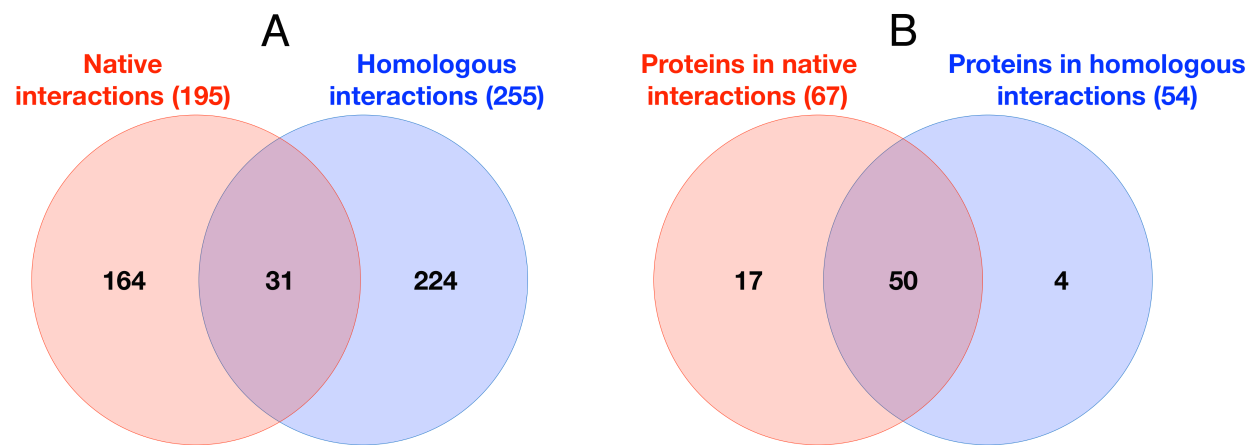 A
Native
interactions (195)
Homologous
interactions (255)
164
31
224
B
Proteins in native
interactions (67)
Proteins in homologous
interactions (54)
17
50
4